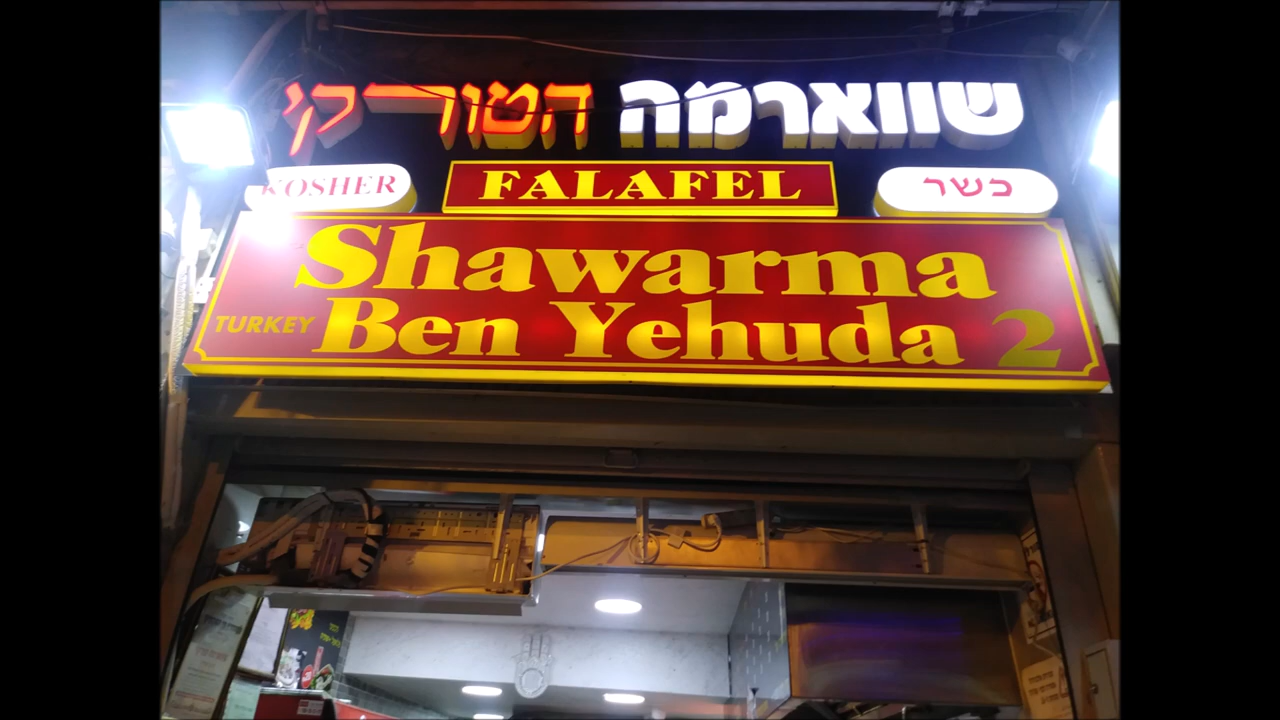 שווארמה הטורקי
KOSHER
FALAFEL
כשר
Shawarma
TURKEY Ben Yehuda 2